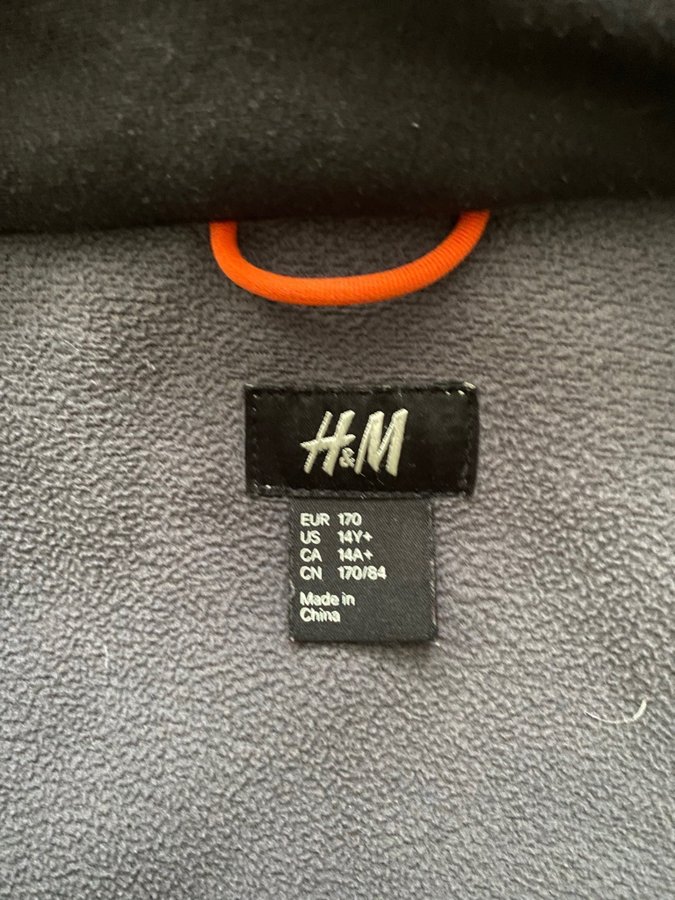 H&M
EUR 170
US 14Y+
CA 14A+
CN 170/84
Made in
China